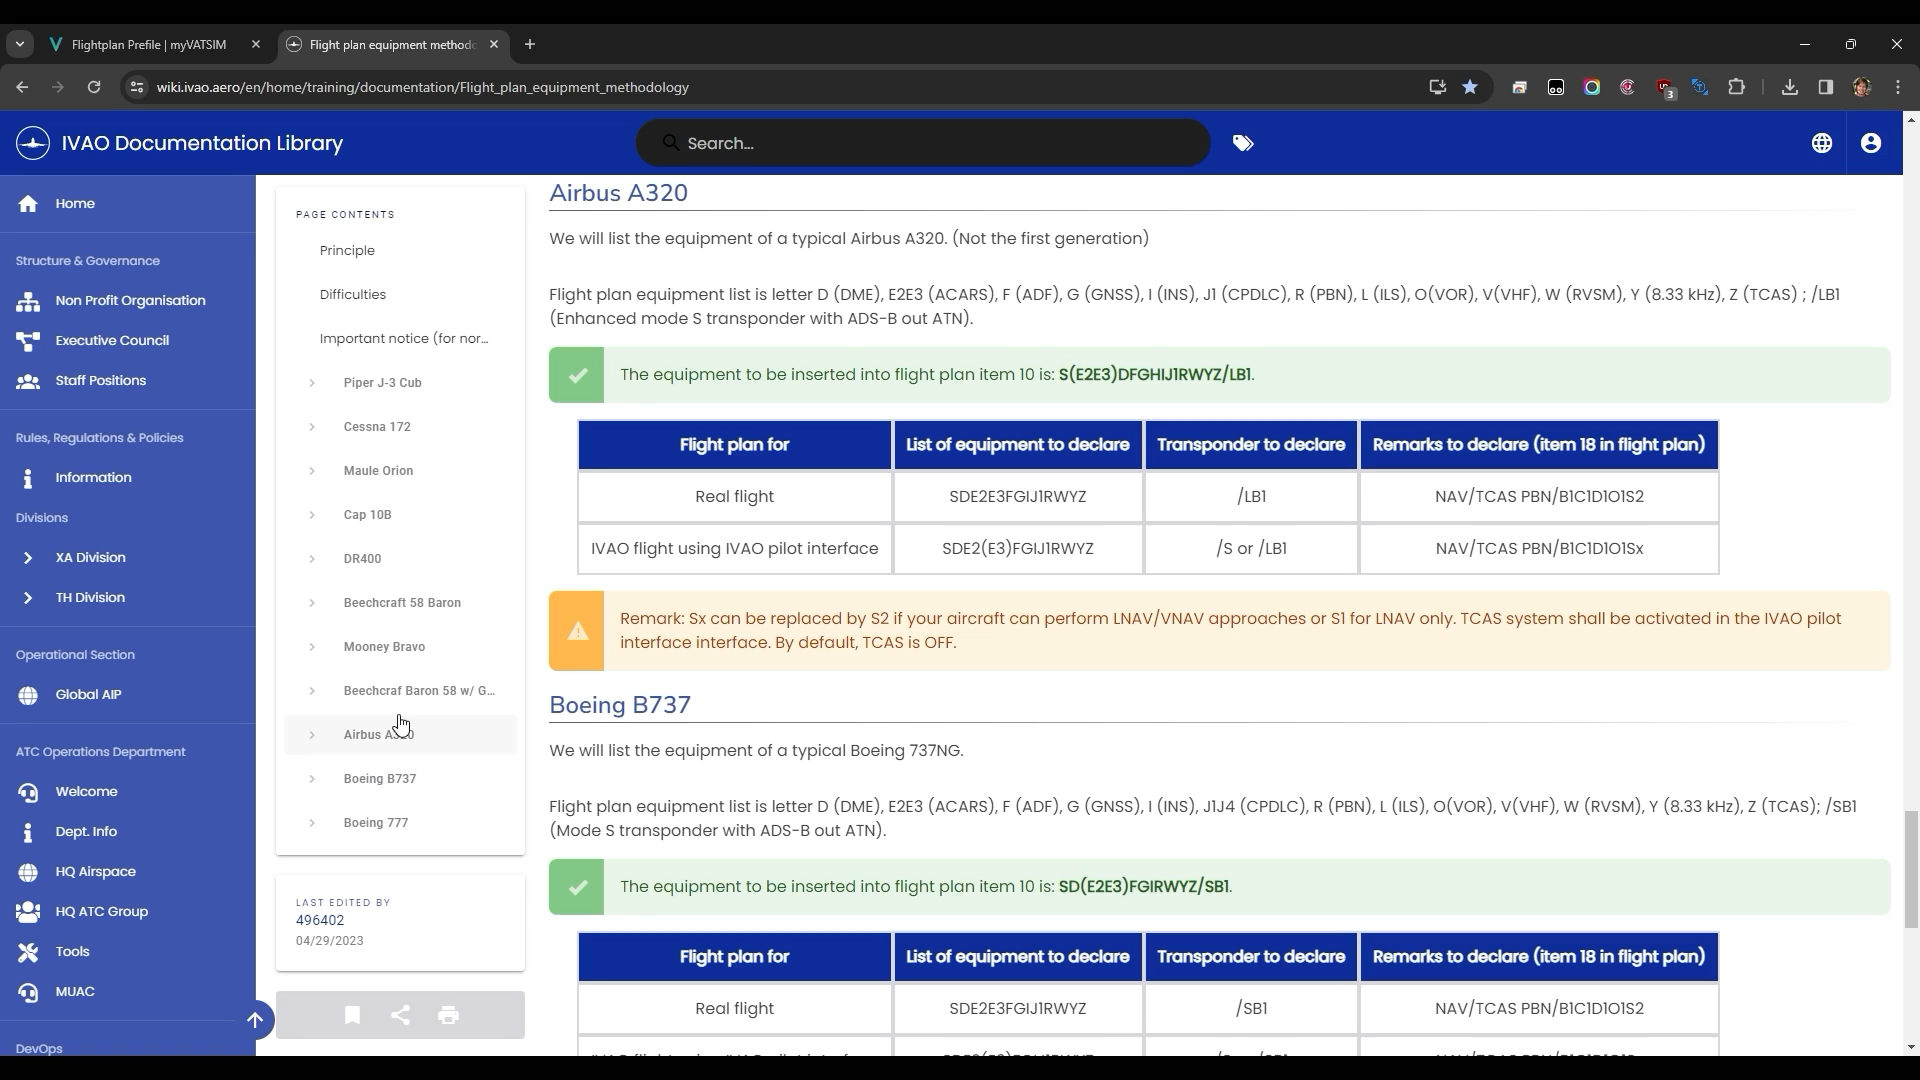 Flightplan Prefile | myVATSIM
Flight plan equipment methodo
wiki.ivao.aero/en/home/training/documentation/Flight_plan_equipment_methodology
3
IVAO Documentation Library
Search...
Home
Structure & Governance
Non Profit Organisation
Executive Council
Staff Positions
Rules, Regulations & Policies
Information
Divisions
XA Division
TH Division
Operational Section
Global AIP
ATC Operations Department
Welcome
Dept. Info
HQ Airspace
HQ ATC Group
Tools
MUAC
DevOps
PAGE CONTENTS
Principle
Difficulties
Important notice (for nor...
Piper J-3 Cub
Cessna 172
Maule Orion
Cap 10B
DR400
Beechcraft 58 Baron
Mooney Bravo
Beechcraf Baron 58 w/ G...
Airbus A320
Boeing B737
Boeing 777
LAST EDITED BY
496402
04/29/2023
Airbus A320
We will list the equipment of a typical Airbus A320. (Not the first generation)
Flight plan equipment list is letter D (DME), E2E3 (ACARS), F (ADF), G (GNSS), I (INS), J1 (CPDLC), R (PBN), L (ILS), O(VOR), V(VHF), W (RVSM), Y (8.33 kHz), Z (TCAS) ; /LB1
(Enhanced mode S transponder with ADS-B out ATN).
The equipment to be inserted into flight plan item 10 is: S(E2E3)DFGHIJ1RWYZ/LB1.
Flight plan for List of equipment to declare Transponder to declare Remarks to declare (item 18 in flight plan)
Real flight SDE2E3FGIJ1RWYZ /LB1 NAV/TCAS PBN/B1C1D1O1S2
IVAO flight using IVAO pilot interface SDE2(E3)FGIJ1RWYZ /S or /LB1 NAV/TCAS PBN/B1C1D1O1Sx
Remark: Sx can be replaced by S2 if your aircraft can perform LNAV/VNAV approaches or S1 for LNAV only. TCAS system shall be activated in the IVAO pilot
interface interface. By default, TCAS is OFF.
Boeing B737
We will list the equipment of a typical Boeing 737NG.
Flight plan equipment list is letter D (DME), E2E3 (ACARS), F (ADF), G (GNSS), I (INS), J1J4 (CPDLC), R (PBN), L (ILS), O(VOR), V(VHF), W (RVSM), Y (8.33 kHz), Z (TCAS); /SB1
(Mode S transponder with ADS-B out ATN).
The equipment to be inserted into flight plan item 10 is: SD(E2E3)FGIRWYZ/SB1.
Flight plan for List of equipment to declare Transponder to declare Remarks to declare (item 18 in flight plan)
Real flight SDE2E3FGIJ1RWYZ /SB1 NAV/TCAS PBN/B1C1D1O1S2